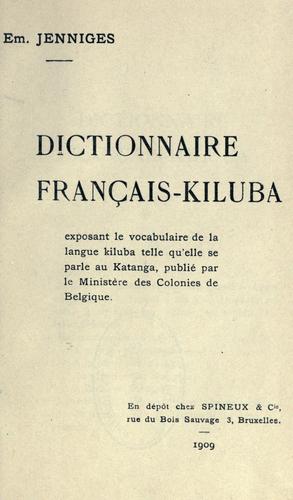 Em. JENNIGES
DICTIONNAIRE
FRANÇAIS-KILUBA
exposant le vocabulaire de la
langue kiluba telle qu'elle se
parle au Katanga, publié par
le Ministère des Colonies de
Belgique.
En dépôt chez SPINEUX & Cie,
rue du Bois Sauvage 3, Bruxelles.
1909